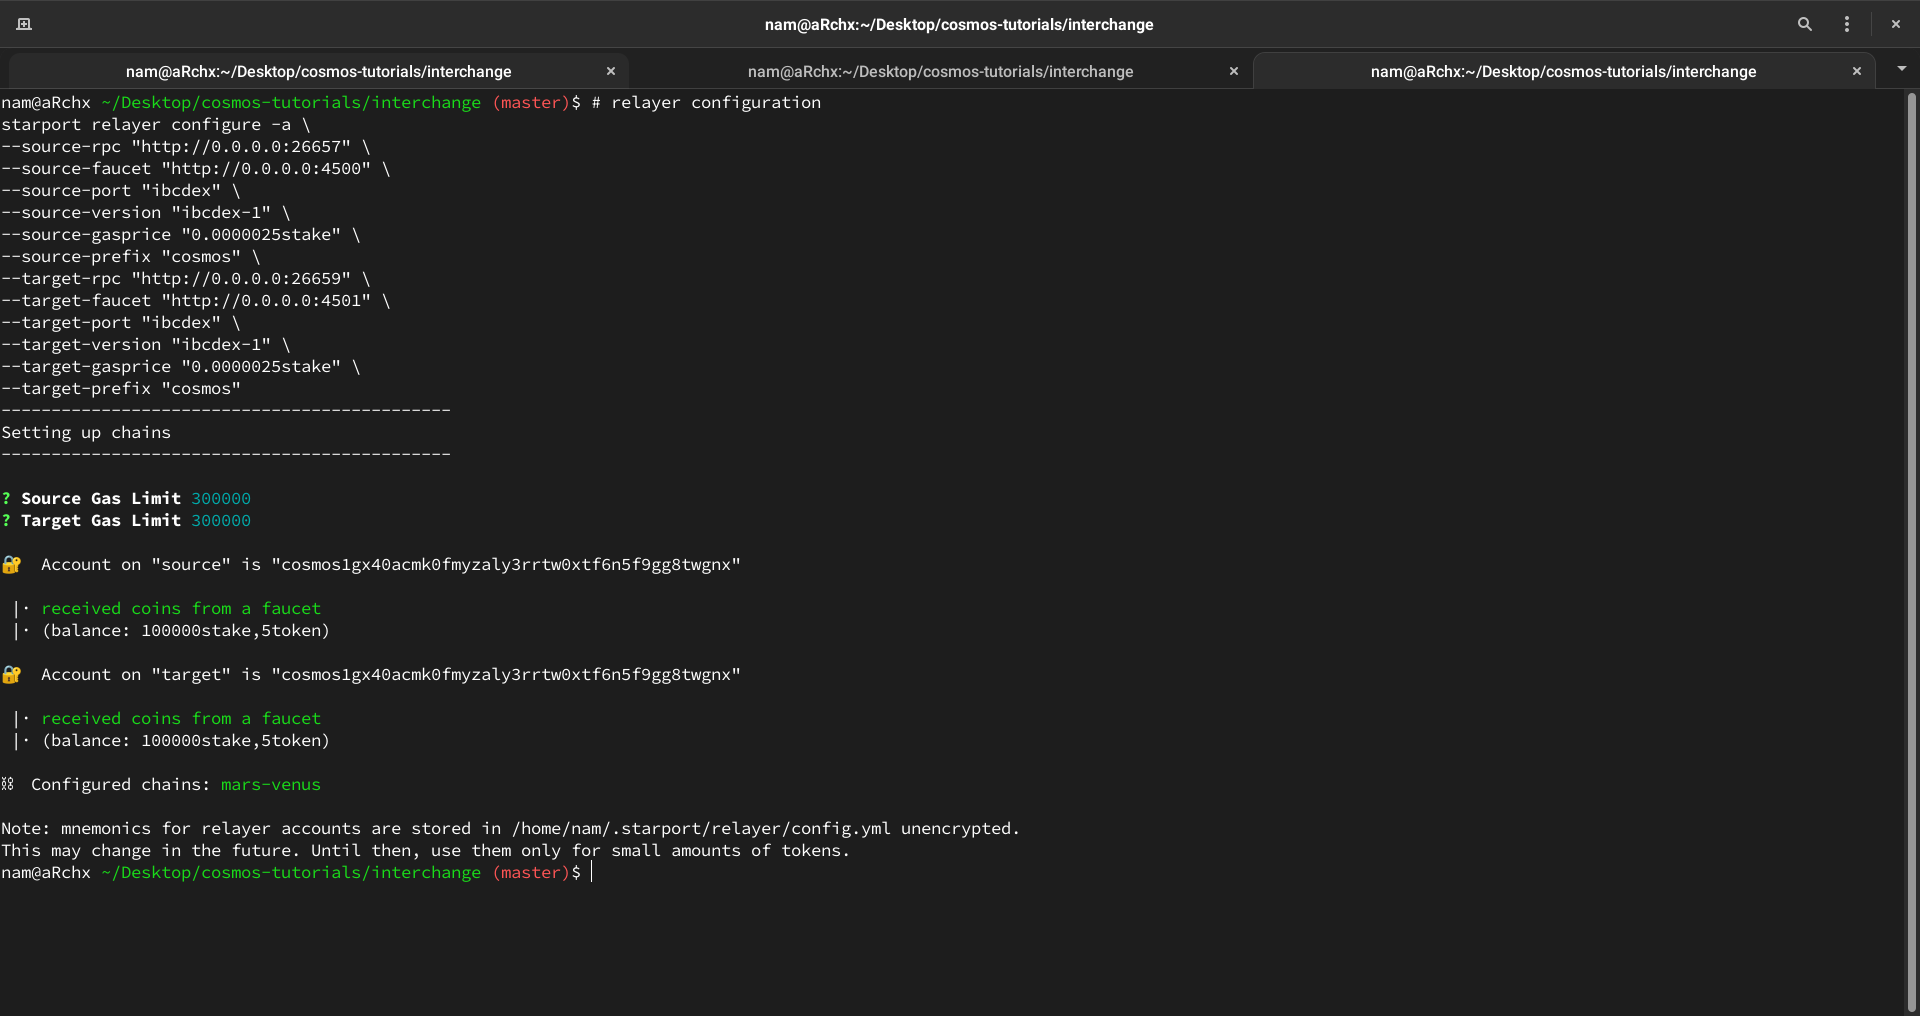 nam@aRchx:~/Desktop/cosmos-tutorials/interchange
nam@aRchx:~/Desktop/cosmos-tutorials/interchange × nam@aRchx:~/Desktop/cosmos-tutorials/interchange × nam@aRchx:~/Desktop/cosmos-tutorials/interchange ×
nam@aRchx ~/Desktop/cosmos-tutorials/interchange (master)$ # relayer configuration
starport relayer configure -a \
--source-rpc "http://0.0.0.0:26657" \
--source-faucet "http://0.0.0.0:4500" \
--source-port "ibcdex" \
--source-version "ibcdex-1" \
--source-gasprice "0.0000025stake" \
--source-prefix "cosmos" \
--target-rpc "http://0.0.0.0:26659" \
--target-faucet "http://0.0.0.0:4501" \
--target-port "ibcdex" \
--target-version "ibcdex-1" \
--target-gasprice "0.0000025stake" \
--target-prefix "cosmos"
---------------------------------------------
Setting up chains
---------------------------------------------
? Source Gas Limit 300000
? Target Gas Limit 300000
🔐  Account on "source" is "cosmos1gx40acmk0fmyzaly3rrtw0xtf6n5f9gg8twgnx"
|· received coins from a faucet
|· (balance: 100000stake,5token)
🔐  Account on "target" is "cosmos1gx40acmk0fmyzaly3rrtw0xtf6n5f9gg8twgnx"
|· received coins from a faucet
|· (balance: 100000stake,5token)
⛓  Configured chains: mars-venus
Note: mnemonics for relayer accounts are stored in /home/nam/.starport/relayer/config.yml unencrypted.
This may change in the future. Until then, use them only for small amounts of tokens.
nam@aRchx ~/Desktop/cosmos-tutorials/interchange (master)$